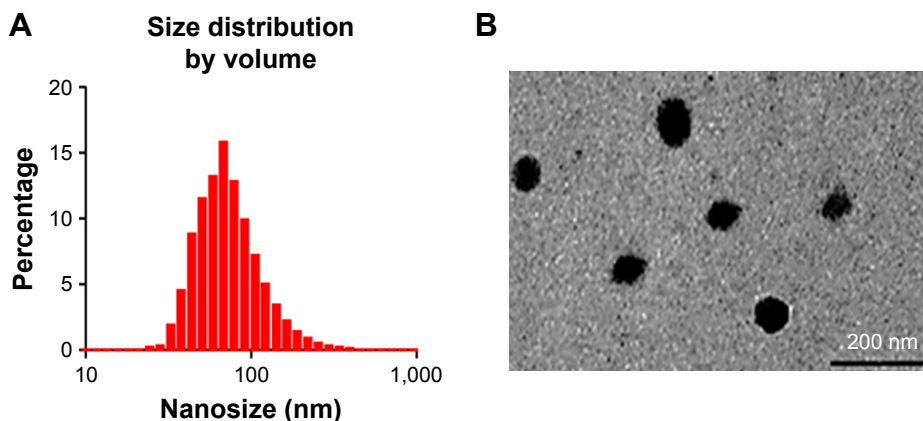 A
Size distribution
by volume
20
15
10
5
0
Percentage
10
100
1,000
Nanosize (nm)
B
200 nm